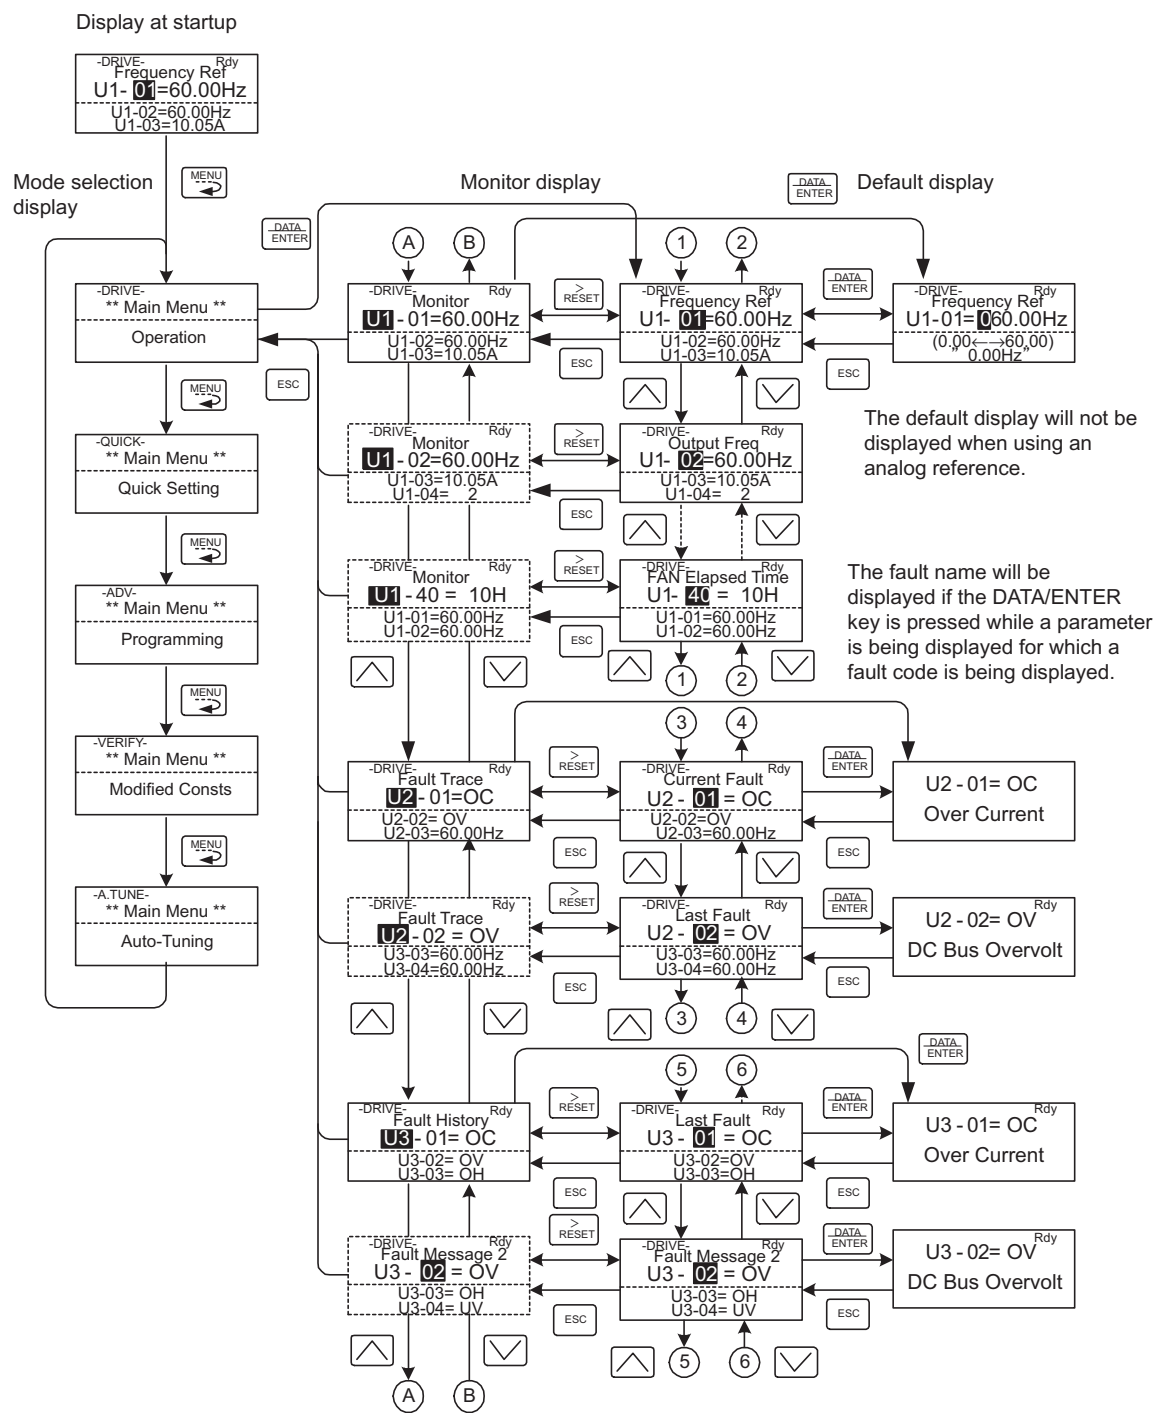 Display at startup
-DRIVE- Rdy
Frequency Ref
U1- 01=60.00Hz
U1-02=60.00Hz
U1-03=10.05A
MENU
Mode selection
display
Monitor display
DATA
ENTER
Default display
DATA
ENTER
A
B
1
2
-DRIVE-
** Main Menu **
Operation
-DRIVE- Rdy
Monitor
U1 - 01=60.00Hz
U1-02=60.00Hz
U1-03=10.05A
>
RESET
-DRIVE- Rdy
Frequency Ref
U1- 01=60.00Hz
U1-02=60.00Hz
U1-03=10.05A
DATA
ENTER
-DRIVE- Rdy
Frequency Ref
U1-01= 060.00Hz
(0.00←→60.00)
” 0.00Hz”
ESC
ESC
ESC
MENU
The default display will not be
displayed when using an
analog reference.
-QUICK-
** Main Menu **
Quick Setting
-DRIVE- Rdy
Monitor
U1 - 02=60.00Hz
U1-03=10.05A
U1-04= 2
>
RESET
-DRIVE- Rdy
Output Freq
U1- 02=60.00Hz
U1-03=10.05A
U1-04= 2
ESC
MENU
-ADV-
** Main Menu **
Programming
-DRIVE- Rdy
Monitor
U1 - 40 = 10H
U1-01=60.00Hz
U1-02=60.00Hz
>
RESET
-DRIVE- Rdy
FAN Elapsed Time
U1- 40 = 10H
U1-01=60.00Hz
U1-02=60.00Hz
ESC
The fault name will be
displayed if the DATA/ENTER
key is pressed while a parameter
is being displayed for which a
fault code is being displayed.
1
2
MENU
3
4
-VERIFY-
** Main Menu **
Modified Consts
-DRIVE- Rdy
Fault Trace
U2 - 01=OC
U2-02= OV
U2-03=60.00Hz
>
RESET
-DRIVE- Rdy
Current Fault
U2 - 01 = OC
U2-02= OV
U2-03=60.00Hz
DATA
ENTER
U2 - 01= OC
Over Current
ESC
ESC
MENU
-A.TUNE-
** Main Menu **
Auto-Tuning
-DRIVE- Rdy
Fault Trace
U2 - 02 = OV
U3-03=60.00Hz
U3-04=60.00Hz
>
RESET
-DRIVE- Rdy
Last Fault
U2 - 02 = OV
U3-03=60.00Hz
U3-04=60.00Hz
DATA
ENTER
Rdy
U2 - 02= OV
DC Bus Overvolt
ESC
ESC
3
4
DATA
ENTER
5
6
-DRIVE- Rdy
Fault History
U3 - 01= OC
U3-02= OV
U3-03= OH
>
RESET
-DRIVE- Rdy
Last Fault
U3 - 01 = OC
U3-02=OV
U3-03=OH
DATA
ENTER
Rdy
U3 - 01= OC
Over Current
ESC
ESC
-DRIVE- Rdy
Fault Message 2
U3 - 02 = OV
U3-03= OH
U3-04= UV
>
RESET
-DRIVE- Rdy
Fault Message 2
U3 - 02 = OV
U3-03= OH
U3-04= UV
DATA
ENTER
Rdy
U3 - 02= OV
DC Bus Overvolt
ESC
ESC
5
6
A
B